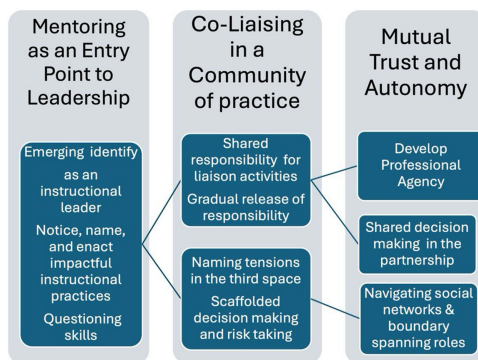 Mentoring
as an Entry
Point to
Leadership
Emerging identify
as an
instructional
leader
Notice, name,
and enact
impactful
instructional
practices
Questioning
skills
Co-Liaising
in a
Community
of practice
Shared
responsibility for
liaison activities
Gradual release of
responsibility
Naming tensions
in the third space
Scaffolded
decision making
and risk taking
Mutual
Trust and
Autonomy
Develop
Professional
Agency
Shared decision
making in the
partnership
Navigating social
networks &
boundary
spanning roles